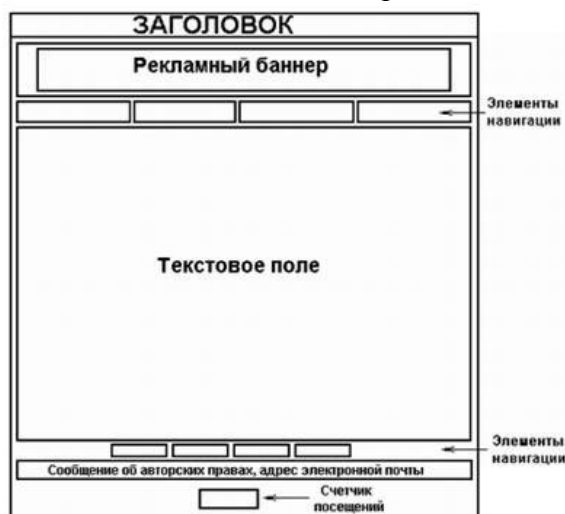 ЗАГОЛОВОК
Рекламный баннер
Элементы
навигации
Текстовое поле
Элементы
навигации
Сообщение об авторских правах, адрес электронной почты
Счетчик
посещений